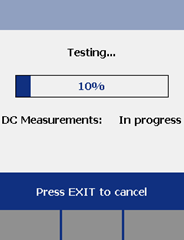 Testing...
10%
DC Measurements: In progress
Press EXIT to cancel